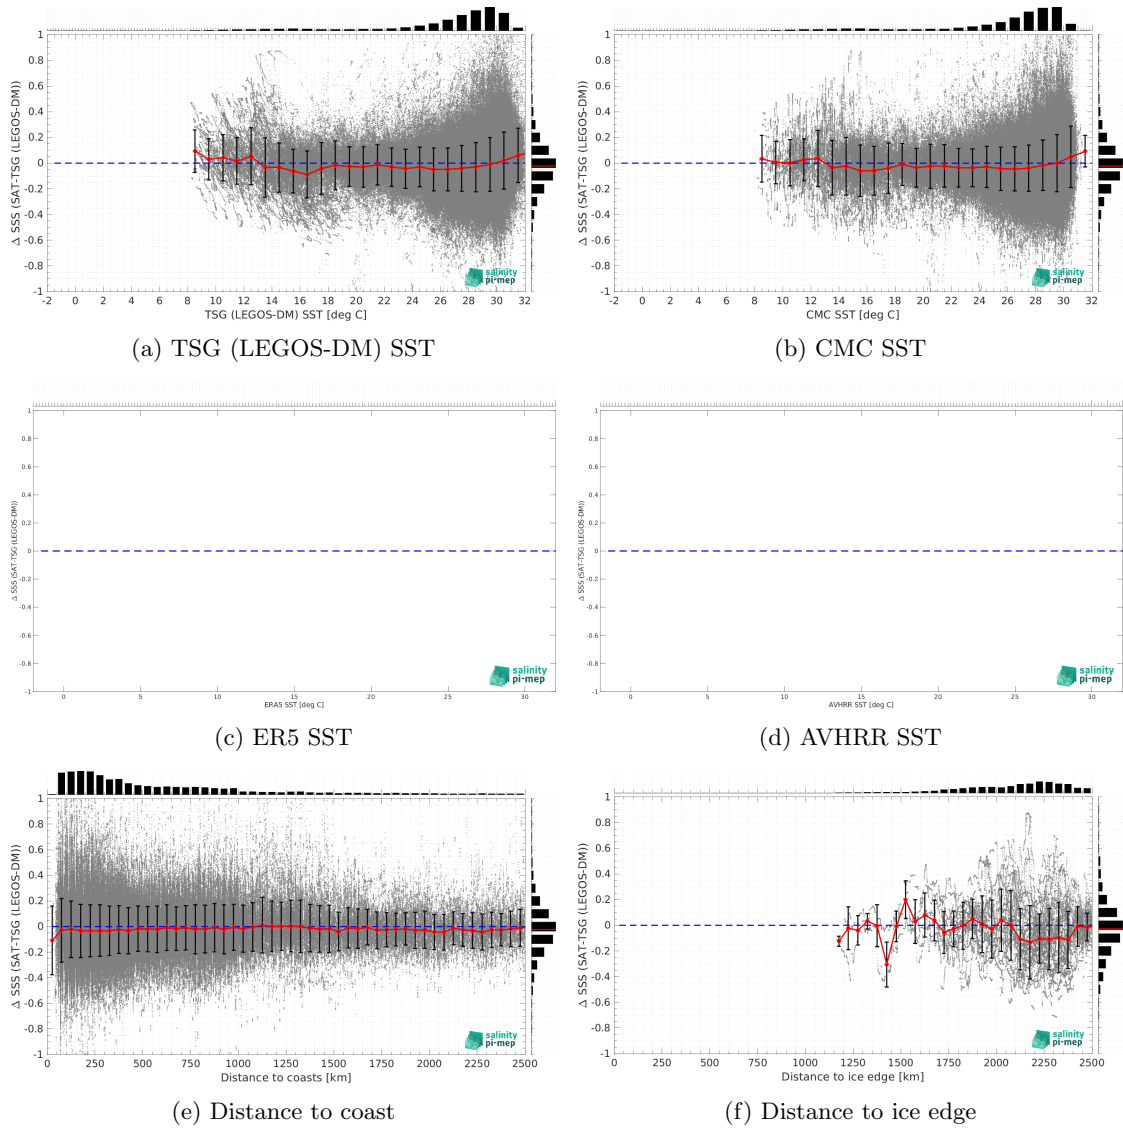 1
0.8
0.6
0.4
0.2
0
-0.2
-0.4
-0.6
-0.8
-1
Δ SSS (SAT-TSG (LEGOS-DM))
salinity
pi-mep
-2 0 2 4 6 8 10 12 14 16 18 20 22 24 26 28 30 32
TSG (LEGOS-DM) SST [deg C]
(a) TSG (LEGOS-DM) SST
1
0.8
0.6
0.4
0.2
0
-0.2
-0.4
-0.6
-0.8
-1
Δ SSS (SAT-TSG (LEGOS-DM))
salinity
pi-mep
-2 0 2 4 6 8 10 12 14 16 18 20 22 24 26 28 30 32
CMC SST [deg C]
(b) CMC SST
1
0.8
0.6
0.4
0.2
0
-0.2
-0.4
-0.6
-0.8
-1
Δ SSS (SAT-TSG (LEGOS-DM))
salinity
pi-mep
0 5 10 15 20 25 30
ERA5 SST [deg C]
(c) ER5 SST
1
0.8
0.6
0.4
0.2
0
-0.2
-0.4
-0.6
-0.8
-1
Δ SSS (SAT-TSG (LEGOS-DM))
salinity
pi-mep
0 5 10 15 20 25 30
AVHRR SST [deg C]
(d) AVHRR SST
1
0.8
0.6
0.4
0.2
0
-0.2
-0.4
-0.6
-0.8
-1
Δ SSS (SAT-TSG (LEGOS-DM))
salinity
pi-mep
0 250 500 750 1000 1250 1500 1750 2000 2250 2500
Distance to coasts [km]
(e) Distance to coast
1
0.8
0.6
0.4
0.2
0
-0.2
-0.4
-0.6
-0.8
-1
Δ SSS (SAT-TSG (LEGOS-DM))
salinity
pi-mep
0 250 500 750 1000 1250 1500 1750 2000 2250 2500
Distance to ice edge [km]
(f) Distance to ice edge